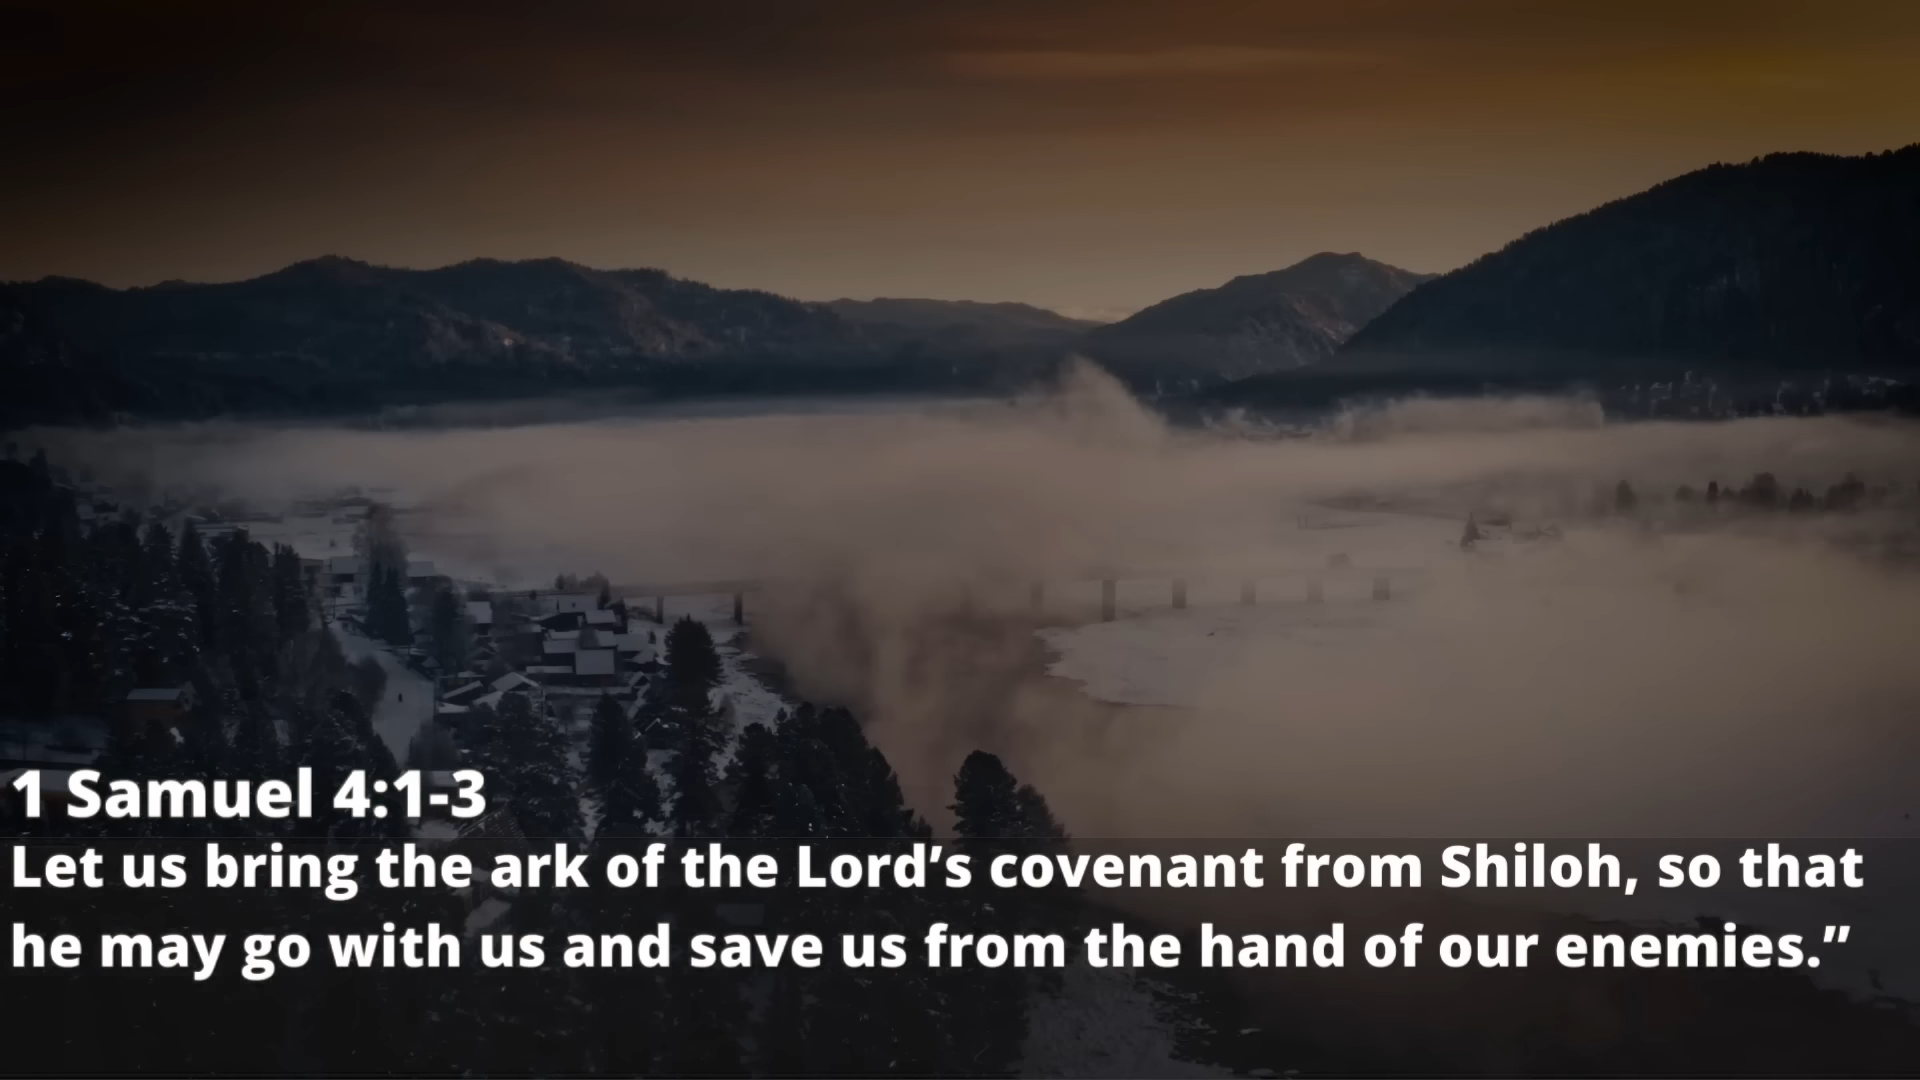 1 Samuel 4:1-3
Let us bring the ark of the Lord’s covenant from Shiloh, so that
he may go with us and save us from the hand of our enemies.”